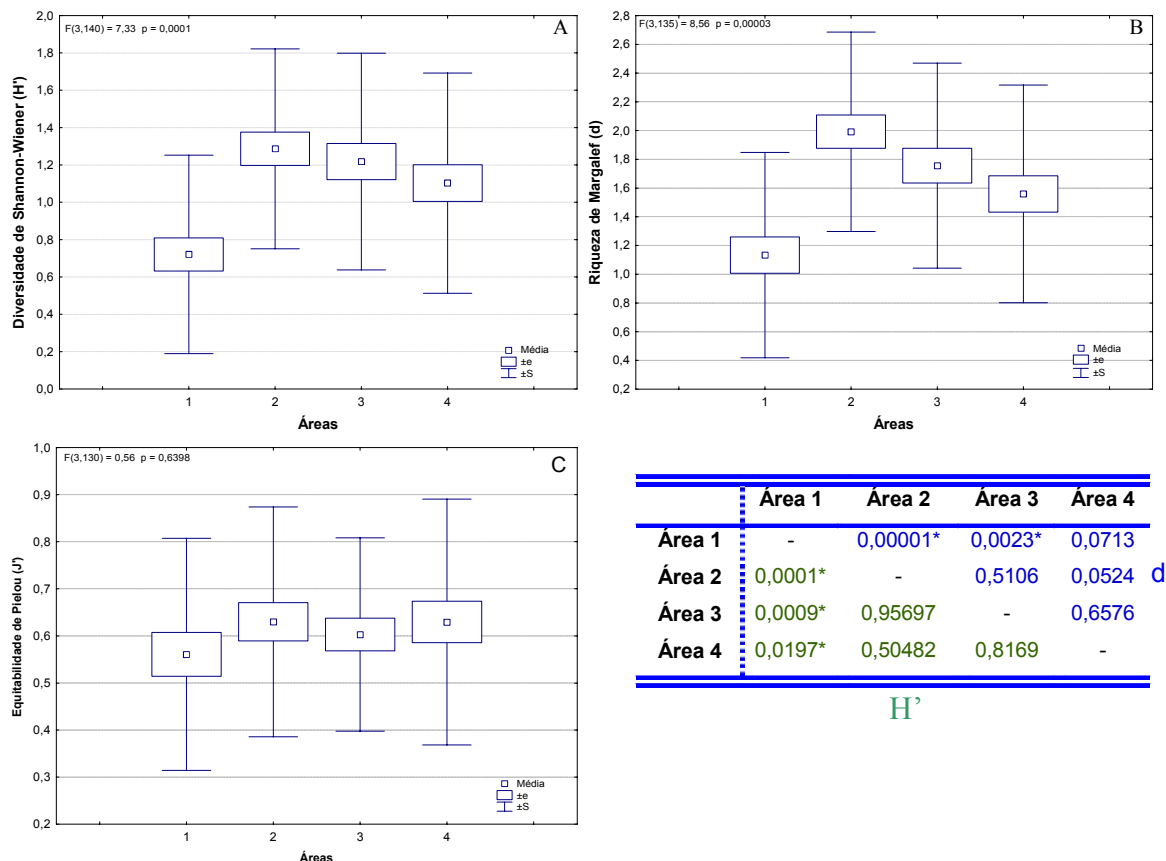 F(3,140) = 7,33 p = 0,0001
A
Diversidade de Shannon-Wiener (H')
2,0
1,8
1,6
1,4
1,2
1,0
0,8
0,6
0,4
0,2
0,0
Média
±e
±S
1 2 3 4
Áreas
F(3,135) = 8,56 p = 0,00003
B
Riqueza de Margalef (d)
2,8
2,6
2,4
2,2
2,0
1,8
1,6
1,4
1,2
1,0
0,8
0,6
0,4
0,2
Média
±e
±S
1 2 3 4
Áreas
F(3,130) = 0,56 p = 0,6398
C
Equitabilidade de Pielou (J')
1,0
0,9
0,8
0,7
0,6
0,5
0,4
0,3
0,2
Média
±e
±S
1 2 3 4
Áreas
Área 1 Área 2 Área 3 Área 4
Área 1 - 0,00001* 0,0023* 0,0713
Área 2 0,0001* - 0,5106 0,0524 d
Área 3 0,0009* 0,95697 - 0,6576
Área 4 0,0197* 0,50482 0,8169 -
H’